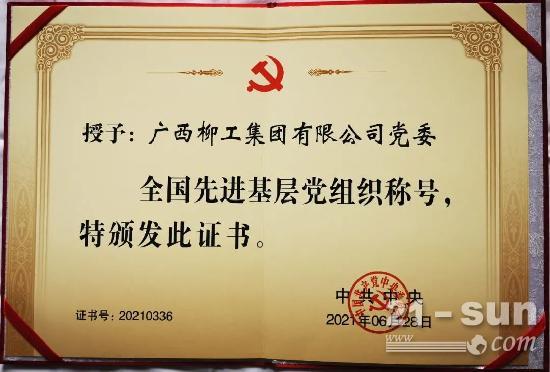 授予：广西柳工集团有限公司党委
全国先进基层党组织称号，
特颁发此证书。
中共中央
2021年06月28日
证书号：20210336
21-sun
.com